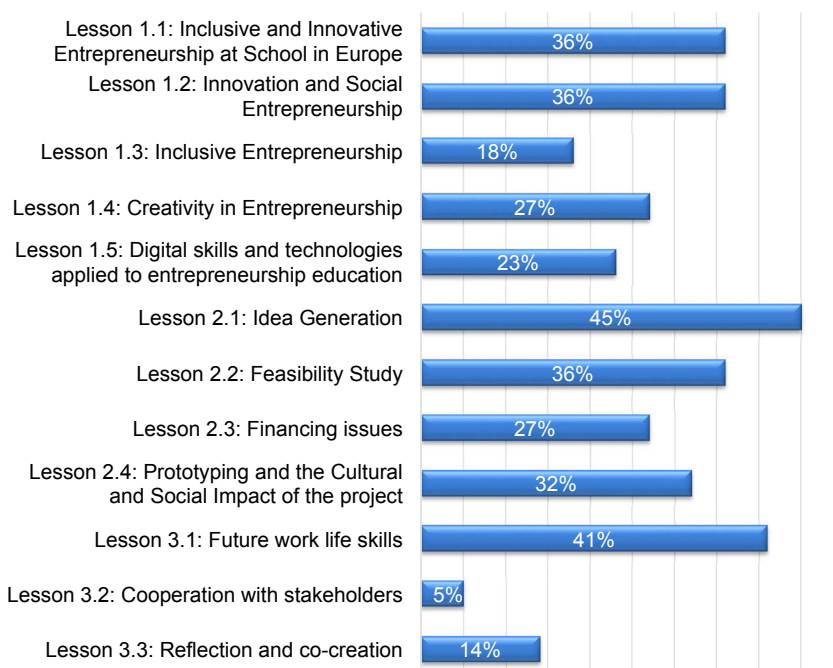 Lesson 1.1: Inclusive and Innovative
Entrepreneurship at School in Europe
36%
Lesson 1.2: Innovation and Social
Entrepreneurship
36%
Lesson 1.3: Inclusive Entrepreneurship
18%
Lesson 1.4: Creativity in Entrepreneurship
27%
Lesson 1.5: Digital skills and technologies
applied to entrepreneurship education
23%
Lesson 2.1: Idea Generation
45%
Lesson 2.2: Feasibility Study
36%
Lesson 2.3: Financing issues
27%
Lesson 2.4: Prototyping and the Cultural
and Social Impact of the project
32%
Lesson 3.1: Future work life skills
41%
Lesson 3.2: Cooperation with stakeholders
5%
Lesson 3.3: Reflection and co-creation
14%